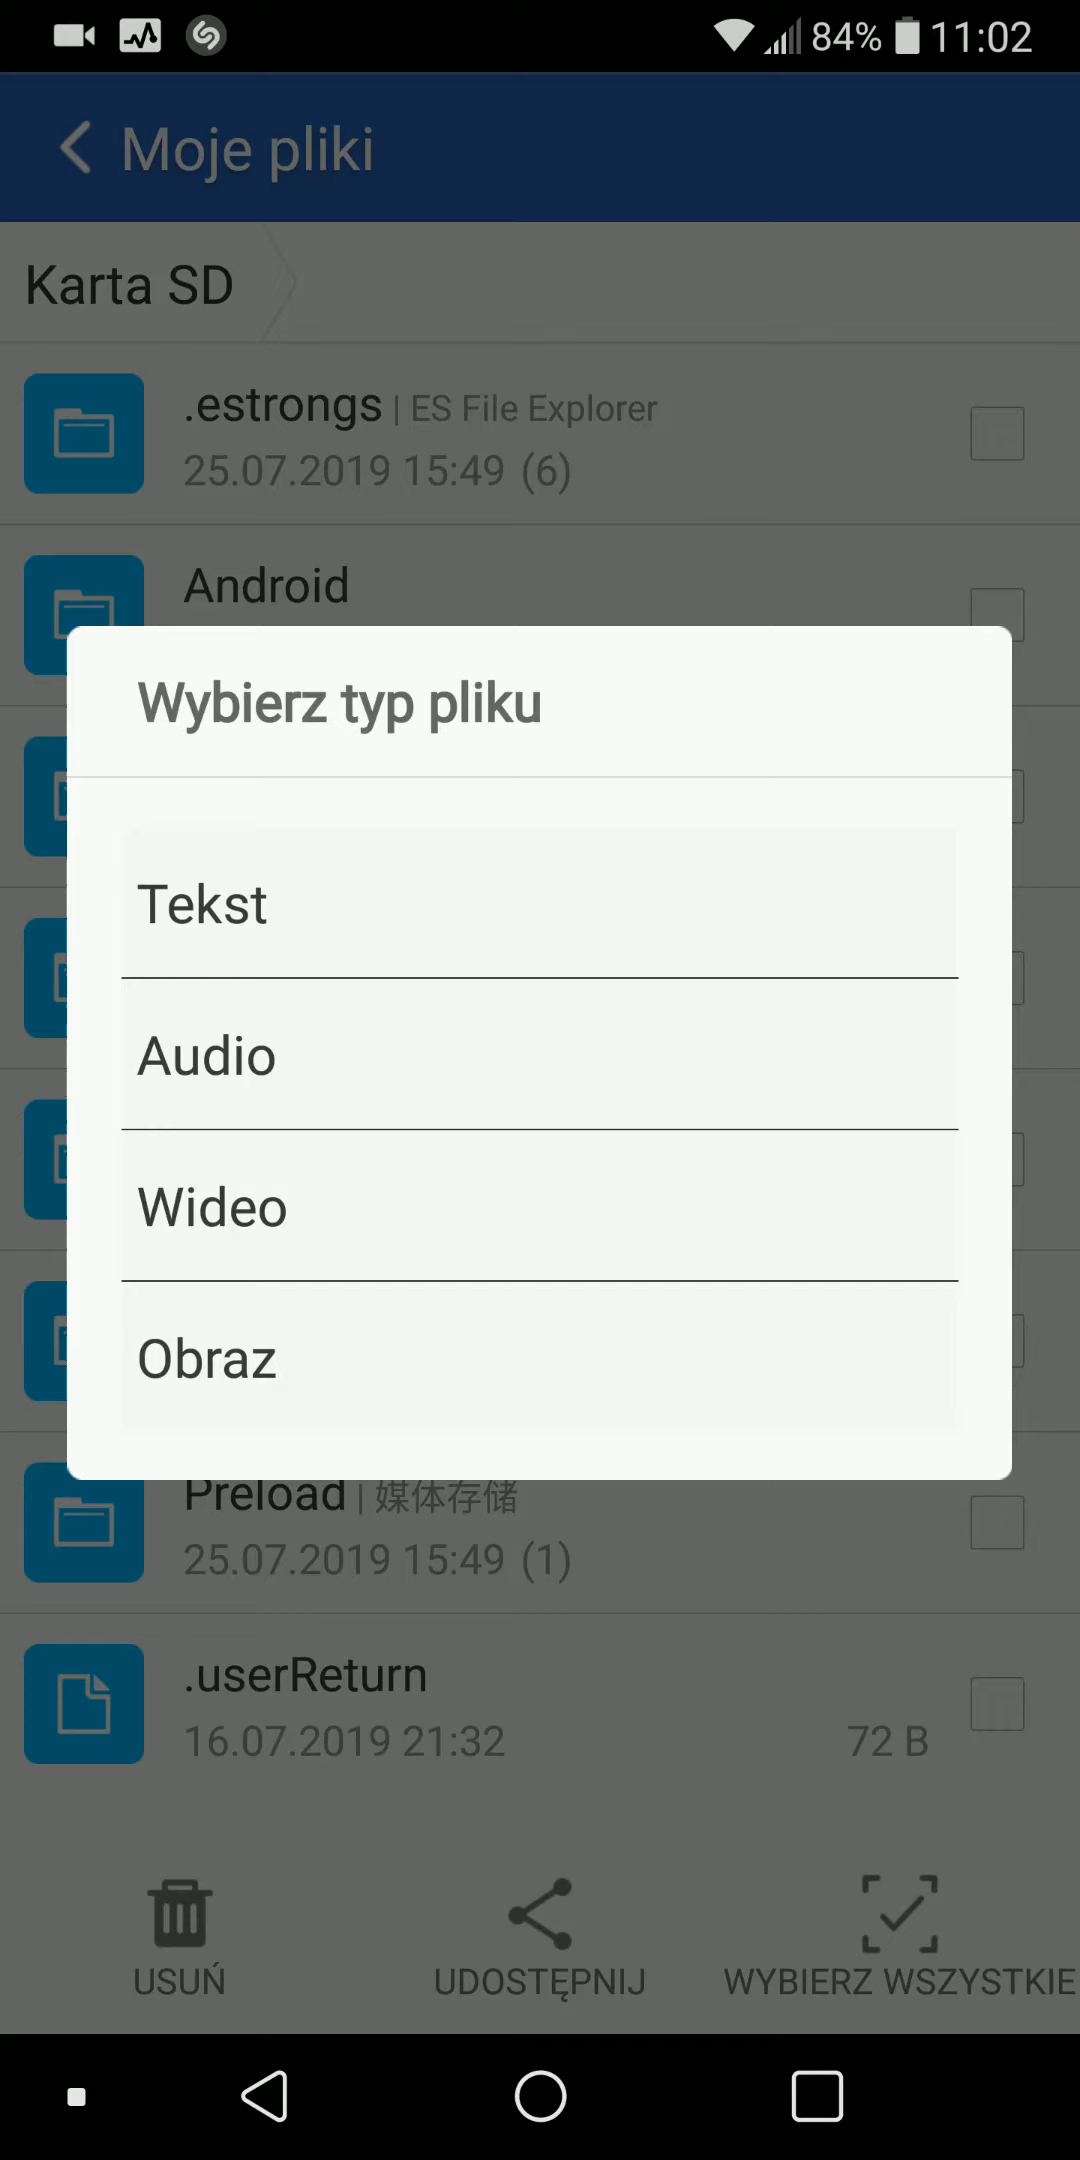 84% 11:02
Moje pliki
Karta SD
.estrongs | ES File Explorer
25.07.2019 15:49 (6)
Android
Wybierz typ pliku
Tekst
Audio
Wideo
Obraz
Preload | 媒体存储
25.07.2019 15:49 (1)
.userReturn
16.07.2019 21:32 72 B
USUŃ UDOSTĘPNIJ WYBIERZ WSZYSTKIE